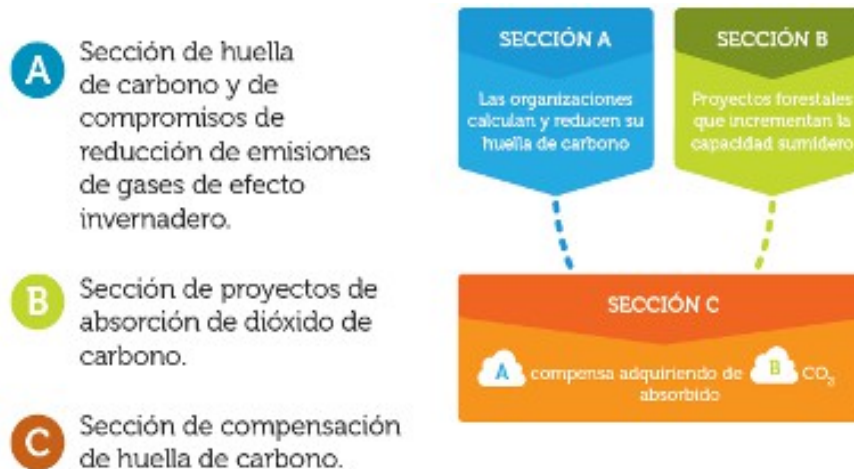 A
Sección de huella
de carbono y de
compromisos de
reducción de emisiones
de gases de efecto
invernadero.
B
Sección de proyectos de
absorción de dióxido de
carbono.
C
Sección de compensación
de huella de carbono.
SECCIÓN A
Las organizaciones
calculan y reducen su
huella de carbono
SECCIÓN B
Proyectos forestales
que incrementan la
capacidad sumidero
SECCIÓN C
A compensa adquiriendo de B CO₂
absorbido